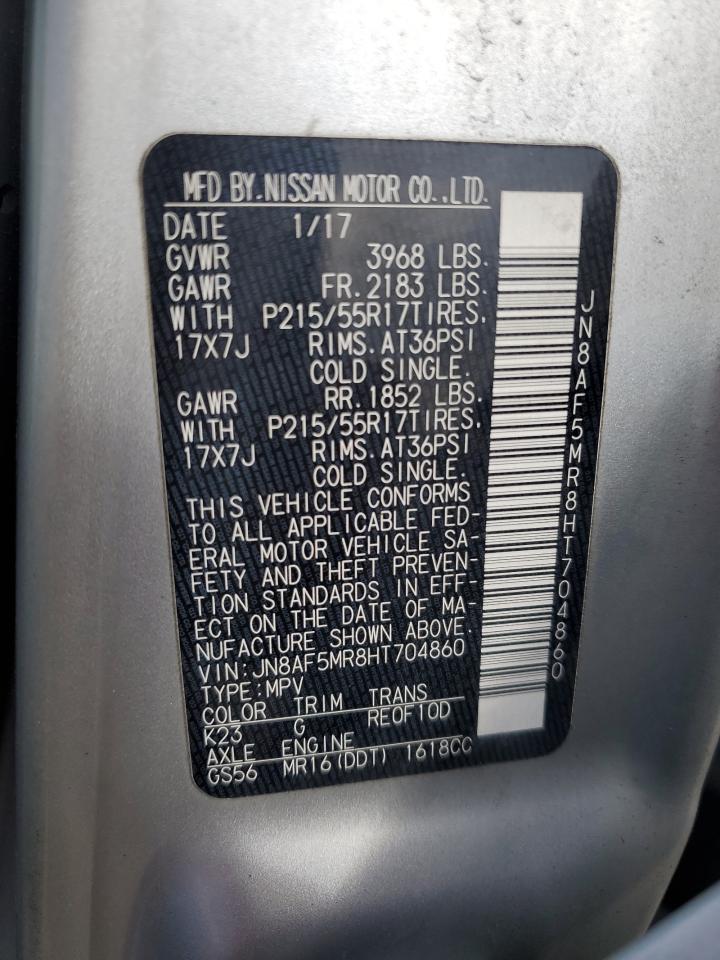 MFD BY.NISSAN MOTOR CO.,LTD.
DATE 1/17
GVWR 3968 LBS.
GAWR FR.2183 LBS.
WITH P215/55R17TIRES.
17X7J RIMS.AT36PSI
COLD SINGLE.
GAWR RR.1852 LBS.
WITH P215/55R17TIRES.
17X7J RIMS.AT36PSI
COLD SINGLE.
THIS VEHICLE CONFORMS
TO ALL APPLICABLE FED-
ERAL MOTOR VEHICLE SA-
FETY AND THEFT PREVEN-
TION STANDARDS IN EFF-
ECT ON THE DATE OF MA-
NUFACTURE SHOWN ABOVE.
VIN:JN8AF5MR8HT704860
TYPE:MPV
COLOR TRIM TRANS
K23 G RE0F10D
AXLE ENGINE
GS56 MR16(DDT) 1618CC
JN8AF5MR8HT704860